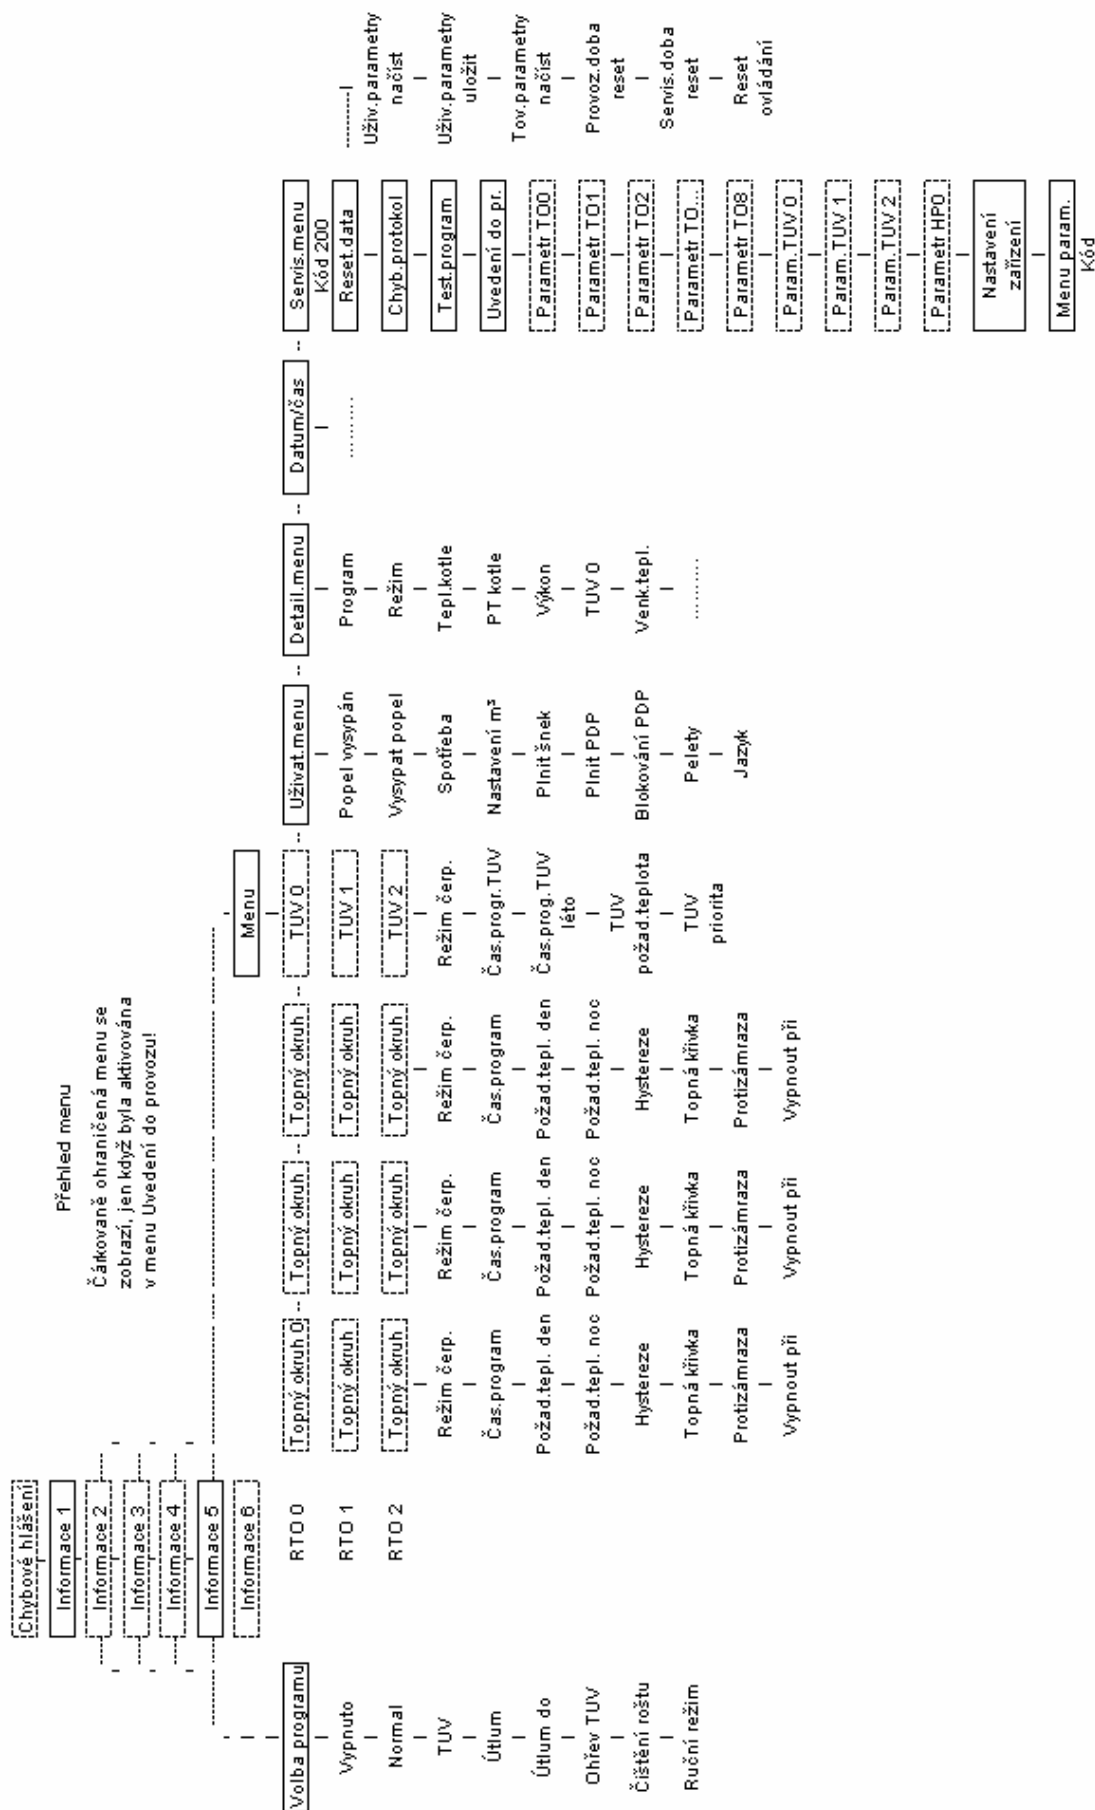 Přehled menu
Čárkovaně ohraničená menu se
zobrazí, jen když byla aktivována
v menu Uvedení do provozu!
Chybové hlášení
Informace 1
Informace 2
Informace 3
Informace 4
Informace 5
Informace 6
Menu
Volba programu
Vypnuto
Normal
TUV
Útlum
Útlum do
Ohřev TUV
Čištění roštu
Ruční režim
RTO 0
RTO 1
RTO 2
Topný okruh 0
Topný okruh
Topný okruh
Režim čerp.
Čas.program
Požad.tepl. den
Požad.tepl. noc
Hystereze
Topná křivka
Protizámraza
Vypnout při
Topný okruh
Topný okruh
Topný okruh
Režim čerp.
Čas.program
Požad.tepl. den
Požad.tepl. noc
Hystereze
Topná křivka
Protizámraza
Vypnout při
Topný okruh
Topný okruh
Topný okruh
Režim čerp.
Čas.program
Požad.tepl. den
Požad.tepl. noc
Hystereze
Topná křivka
Protizámraza
Vypnout při
TUV 0
TUV 1
TUV 2
Režim čerp.
Čas.progr.TUV
Čas.prog.TUV
léto
TUV
požad.teplota
TUV
priorita
Uživat.menu
Popel vysypán
Vysypat popel
Spotřeba
Nastavení m³
Plnit šnek
Plnit PDP
Blokování PDP
Pelety
Jazyk
Detail.menu
Program
Režim
Tepl.kotle
PT kotle
Výkon
TUV 0
Venk.tepl.
..........
Datum/čas
..........
Servis.menu
Kód 200
Reset.data
Chyb.protokol
Test.program
Uvedení do pr.
Parametr TO0
Parametr TO1
Parametr TO2
Parametr TO...
Parametr TO8
Param.TUV 0
Param.TUV 1
Param.TUV 2
Parametr HP0
Nastavení
zařízení
Menu param.
Kód
Uživ.parametry
načíst
Uživ.parametry
uložit
Tov.parametry
načíst
Provoz.doba
reset
Servis.doba
reset
Reset
ovládání